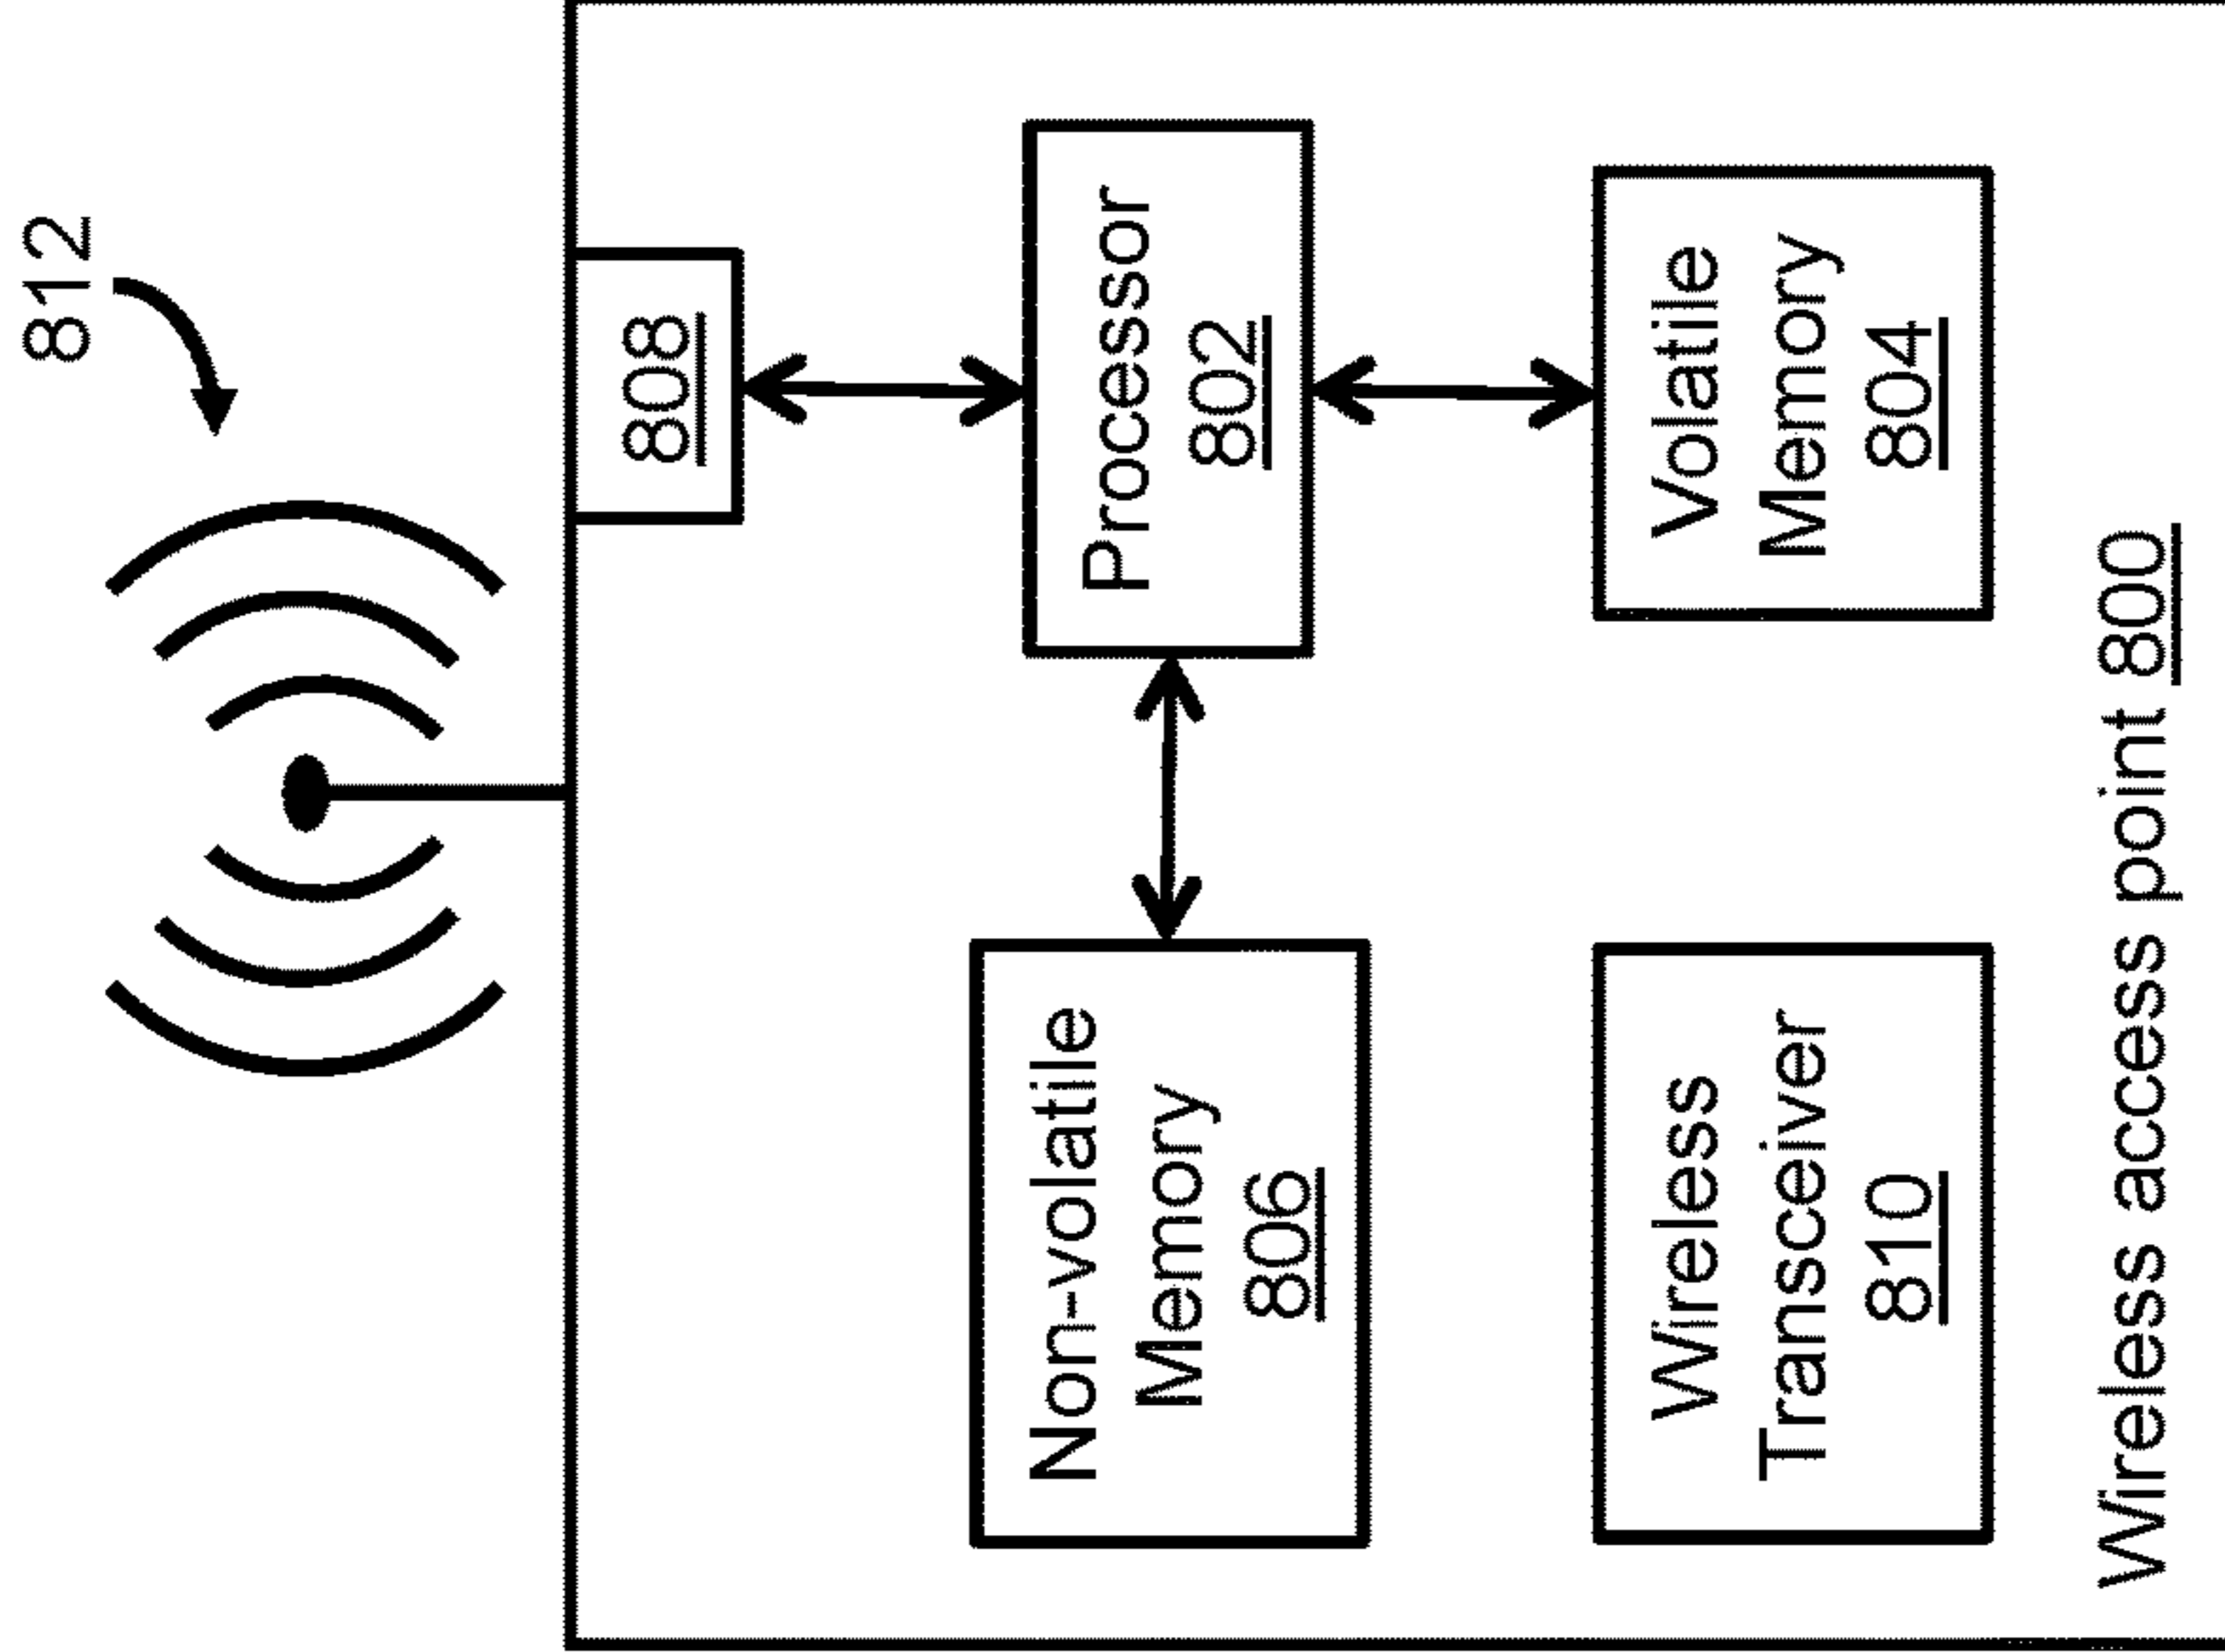 812
808
Processor
802
Non-volatile
Memory
806
Volatile
Memory
804
Wireless
Transceiver
810
Wireless access point 800